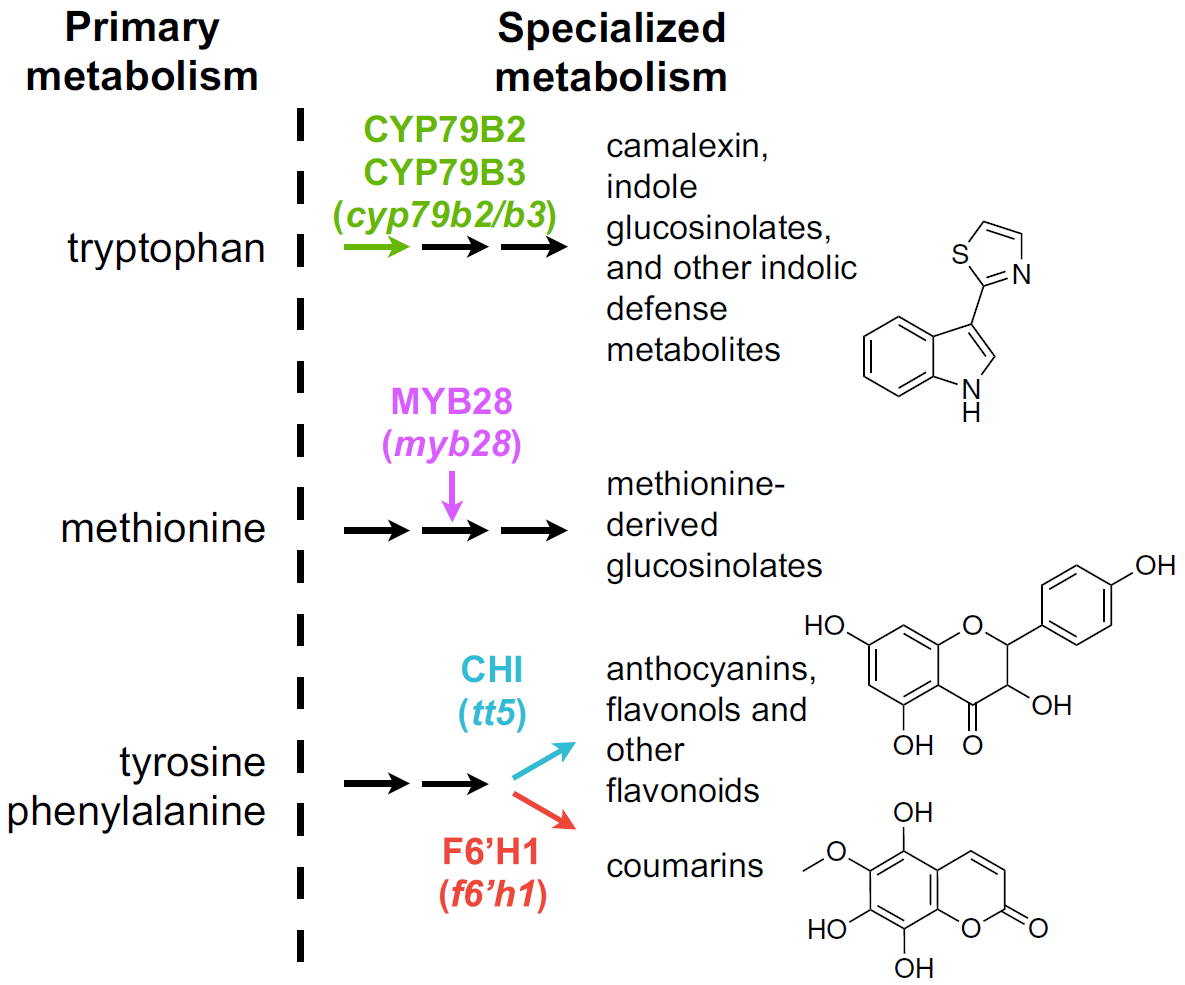 Primary
metabolism
Specialized
metabolism
CYP79B2
CYP79B3
(cyp79b2/b3)
tryptophan
camalexin,
indole
glucosinolates,
and other indolic
defense
metabolites
S
N
N
H
MYB28
(myb28)
methionine
methionine-
derived
glucosinolates
CHI
(tt5)
tyrosine
phenylalanine
F6’H1
(f6’h1)
anthocyanins,
flavonols and
other
flavonoids
OH
HO
O
OH
OH
O
coumarins
OH
O
HO
O
O
OH